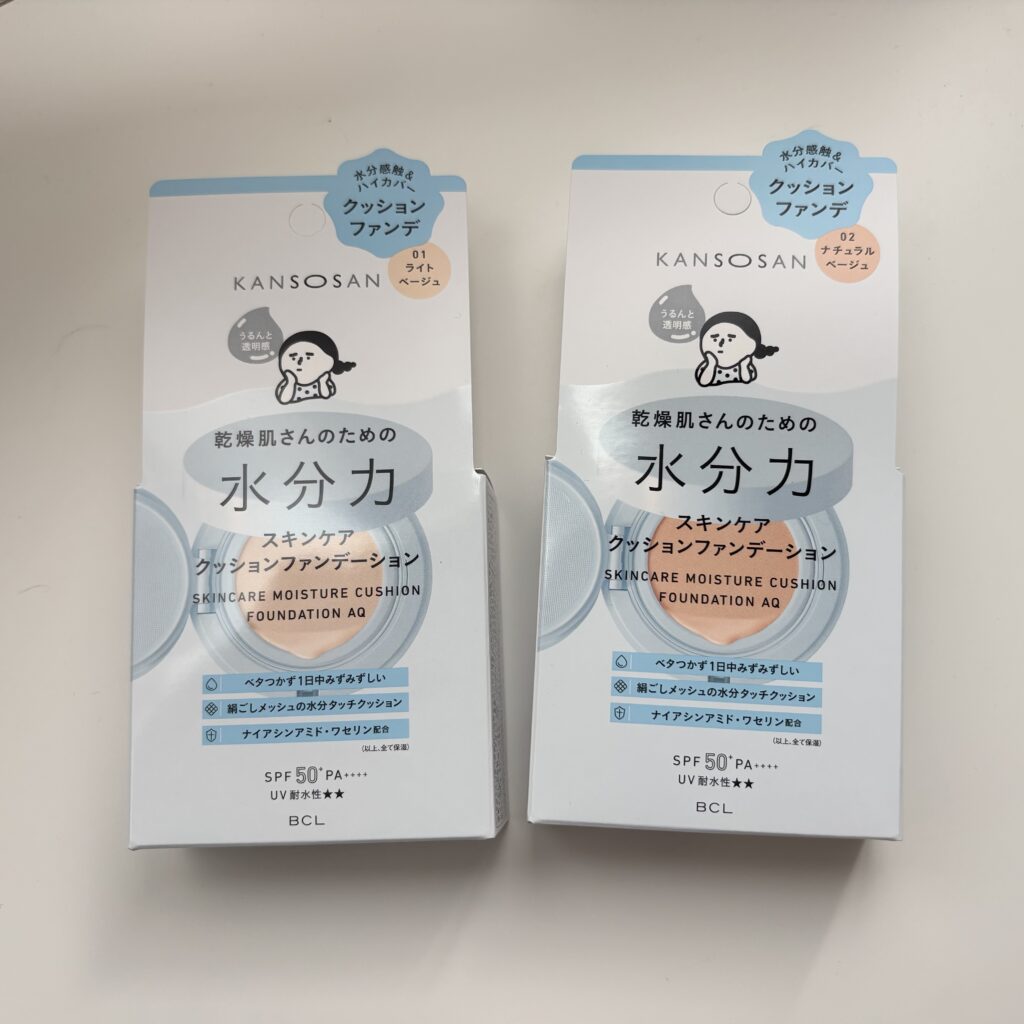 水分感触&
ハイカバー
クッション
ファンデ
01
ライト
ベージュ
KANSOSAN
うるんと
透明感
乾燥肌さんのための
水分力
スキンケア
クッションファンデーション
SKINCARE MOISTURE CUSHION
FOUNDATION AQ
ベタつかず1日中みずみずしい
絹ごしメッシュの水分タッチクッション
ナイアシンアミド・ワセリン配合
(以上、全て保湿)
SPF 50+ PA++++
UV耐水性★★
BCL
水分感触&
ハイカバー
クッション
ファンデ
02
ナチュラル
ベージュ
KANSOSAN
うるんと
透明感
乾燥肌さんのための
水分力
スキンケア
クッションファンデーション
SKINCARE MOISTURE CUSHION
FOUNDATION AQ
ベタつかず1日中みずみずしい
絹ごしメッシュの水分タッチクッション
ナイアシンアミド・ワセリン配合
(以上、全て保湿)
SPF 50+ PA++++
UV耐水性★★
BCL